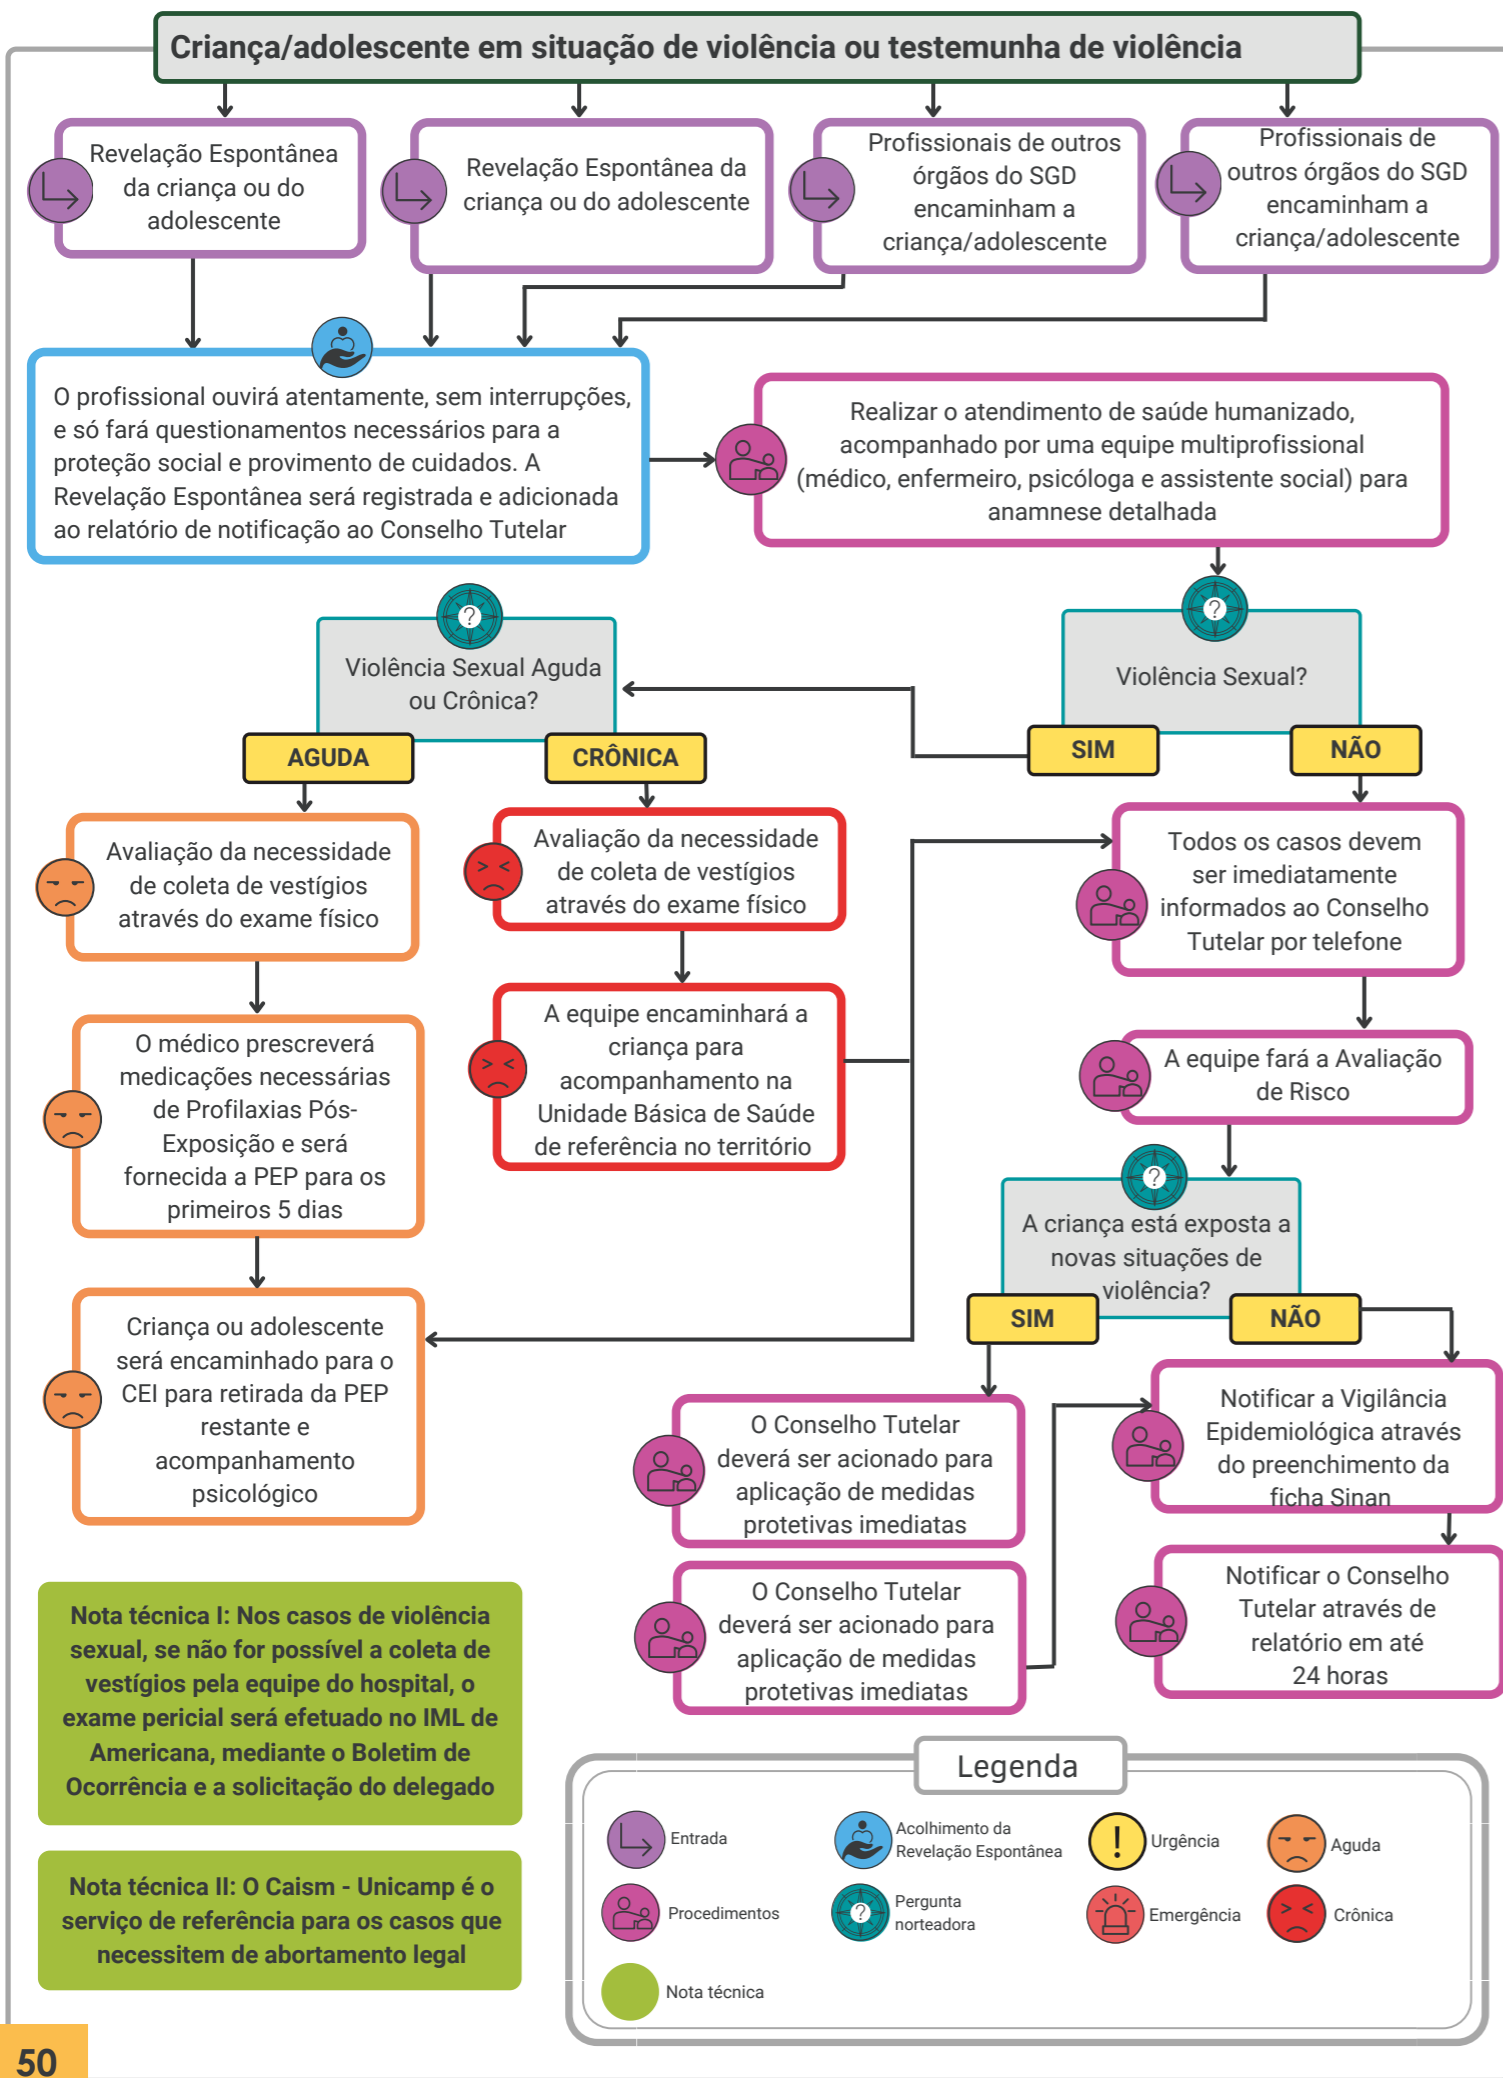 Criança/adolescente em situação de violência ou testemunha de violência
Revelação Espontânea
da criança ou do
adolescente
Revelação Espontânea da
criança ou do adolescente
Profissionais de outros
órgãos do SGD
encaminham a
criança/adolescente
Profissionais de
outros órgãos do SGD
encaminham a
criança/adolescente
O profissional ouvirá atentamente, sem interrupções,
e só fará questionamentos necessários para a
proteção social e provimento de cuidados. A
Revelação Espontânea será registrada e adicionada
ao relatório de notificação ao Conselho Tutelar
Realizar o atendimento de saúde humanizado,
acompanhado por uma equipe multiprofissional
(médico, enfermeiro, psicóloga e assistente social) para
anamnese detalhada
?
Violência Sexual?
SIM
NÃO
?
Violência Sexual Aguda
ou Crônica?
AGUDA
CRÔNICA
Avaliação da necessidade
de coleta de vestígios
através do exame físico
O médico prescreverá
medicações necessárias
de Profilaxias Pós-
Exposição e será
fornecida a PEP para os
primeiros 5 dias
Criança ou adolescente
será encaminhado para o
CEI para retirada da PEP
restante e
acompanhamento
psicológico
Avaliação da necessidade
de coleta de vestígios
através do exame físico
A equipe encaminhará a
criança para
acompanhamento na
Unidade Básica de Saúde
de referência no território
Todos os casos devem
ser imediatamente
informados ao Conselho
Tutelar por telefone
A equipe fará a Avaliação
de Risco
?
A criança está exposta a
novas situações de
violência?
SIM
NÃO
O Conselho Tutelar
deverá ser acionado para
aplicação de medidas
protetivas imediatas
O Conselho Tutelar
deverá ser acionado para
aplicação de medidas
protetivas imediatas
Notificar a Vigilância
Epidemiológica através
do preenchimento da
ficha Sinan
Notificar o Conselho
Tutelar através de
relatório em até
24 horas
Nota técnica I: Nos casos de violência
sexual, se não for possível a coleta de
vestígios pela equipe do hospital, o
exame pericial será efetuado no IML de
Americana, mediante o Boletim de
Ocorrência e a solicitação do delegado
Nota técnica II: O Caism - Unicamp é o
serviço de referência para os casos que
necessitem de abortamento legal
Legenda
Entrada
Acolhimento da
Revelação Espontânea
!
Urgência
Aguda
Procedimentos
?
Pergunta
norteadora
Emergência
Crônica
Nota técnica
50